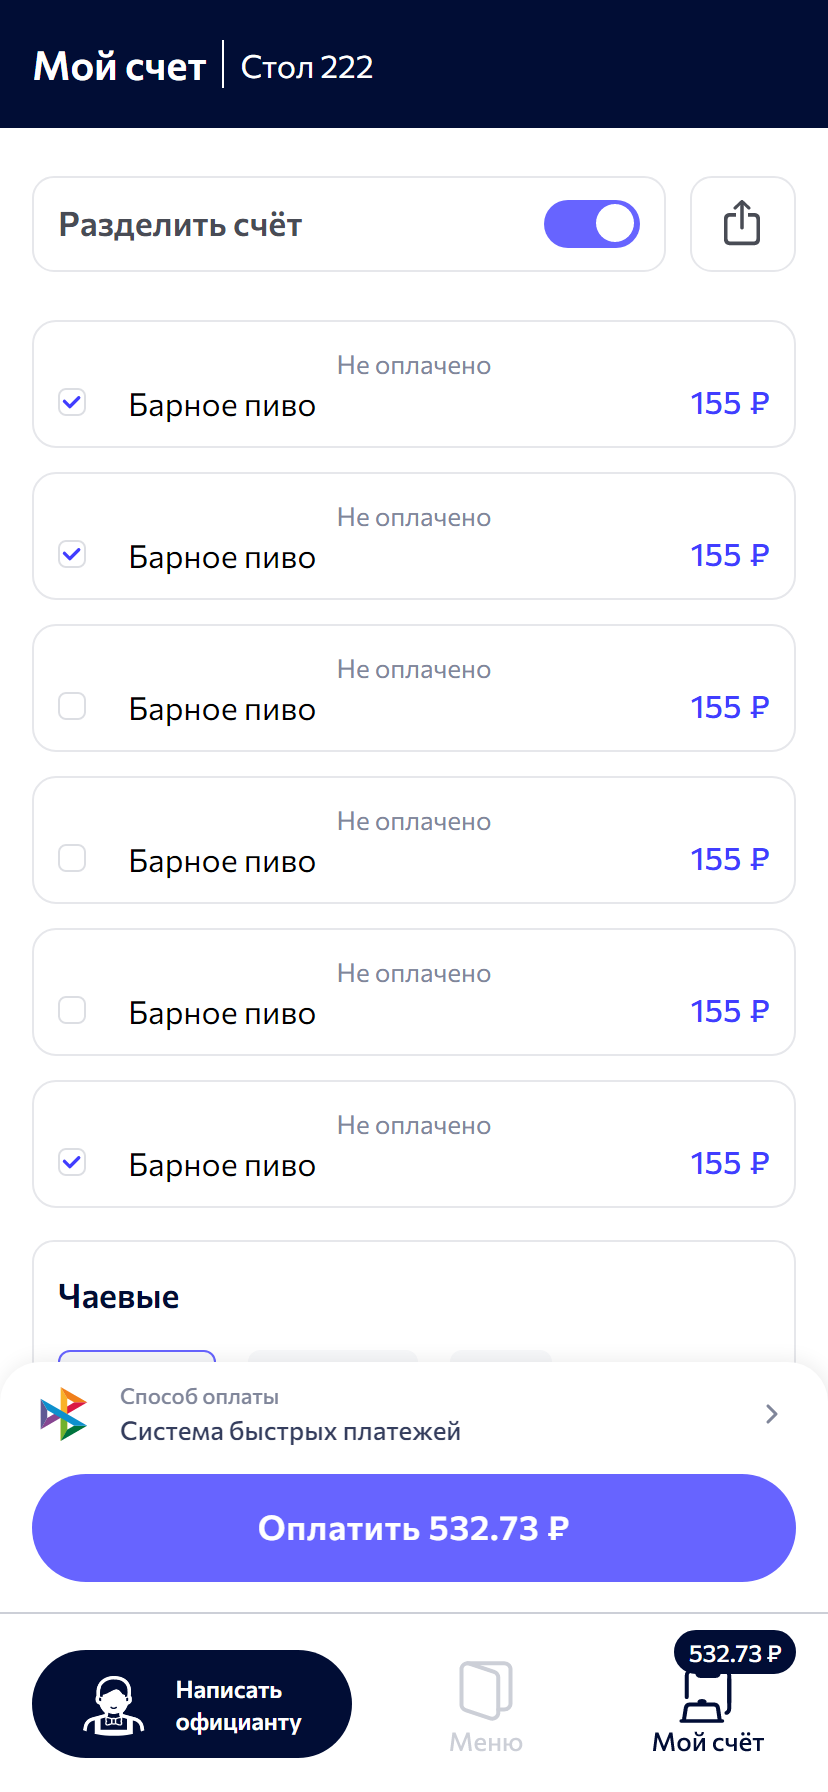 Мой счет
Стол 222
Разделить счёт
Не оплачено
Барное пиво 155 ₽
Не оплачено
Барное пиво 155 ₽
Не оплачено
Барное пиво 155 ₽
Не оплачено
Барное пиво 155 ₽
Не оплачено
Барное пиво 155 ₽
Не оплачено
Барное пиво 155 ₽
Чаевые
Способ оплаты
Система быстрых платежей
Оплатить 532.73 ₽
Написать
официанту
Меню
532.73 ₽
Мой счёт